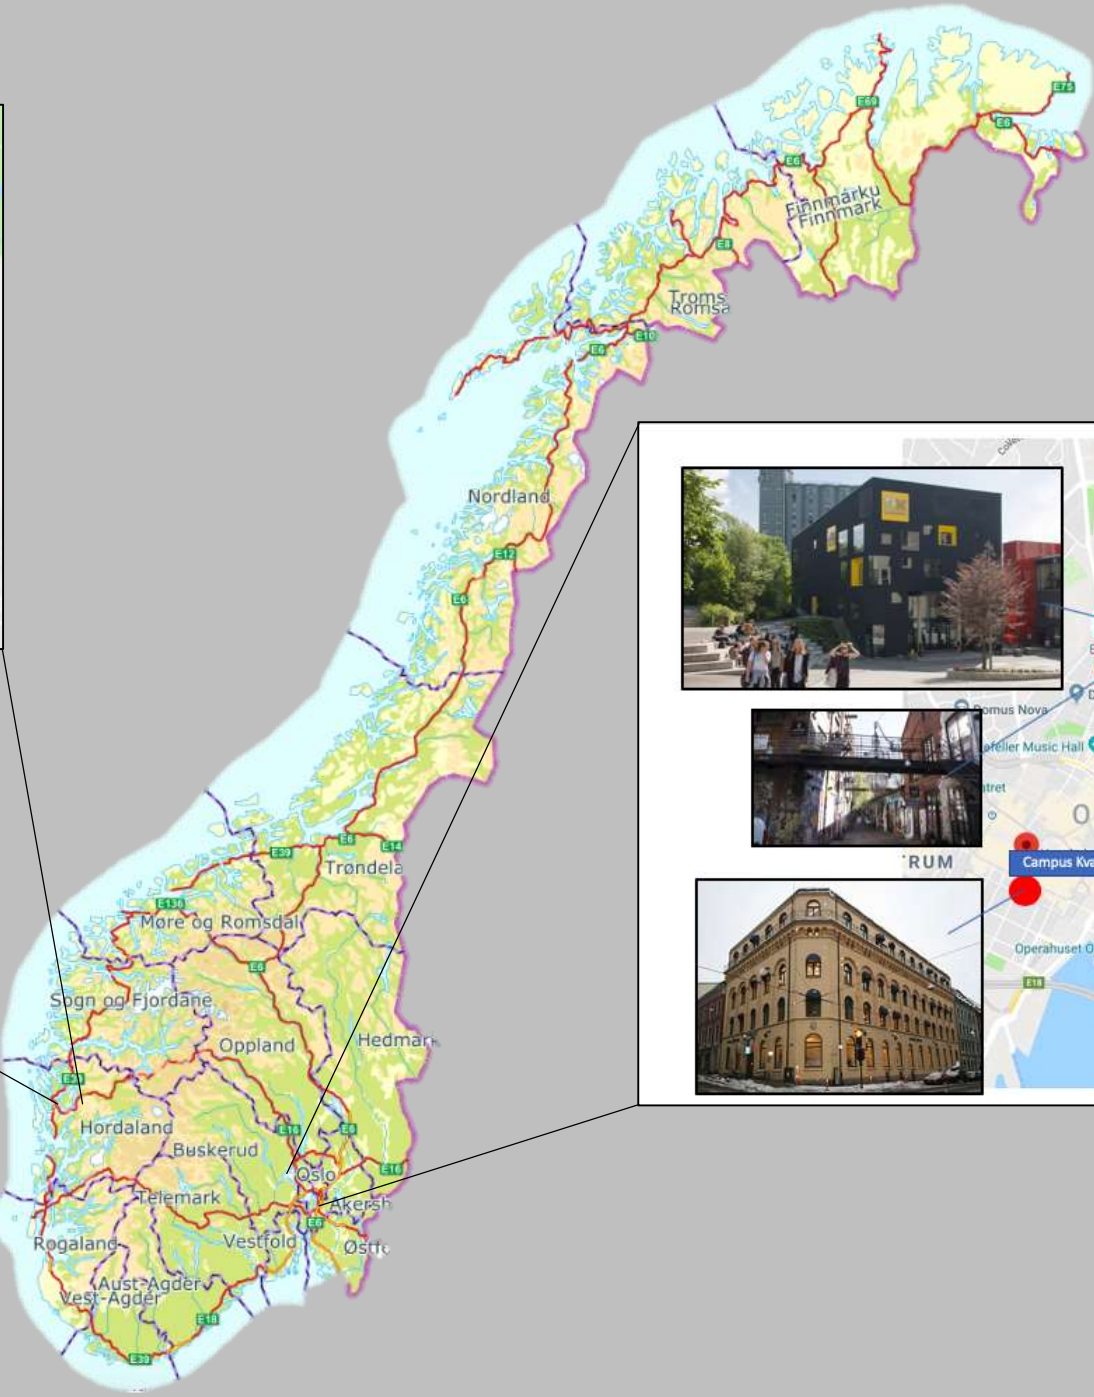 E75
E69
E6
E6
Finnmárku
Finnmark
E8
Troms
Romsa
E10
E6
Nordland
E12
E6
E6
E14
E39
Trøndela
E136
Møre og Romsdal
E6
Sogn og Fjordane
Oppland
Hedmark
Hordaland
E16
E6
Buskerud
E16
Oslo
Telemark
Akersh
E6
Rogaland
Vestfold
Østfo
Aust-Agder
Vest-Agder
E18
E39
Domus Nova
D
efeller Music Hall
tret
O
RUM
Campus Kva
Operahuset O
E18